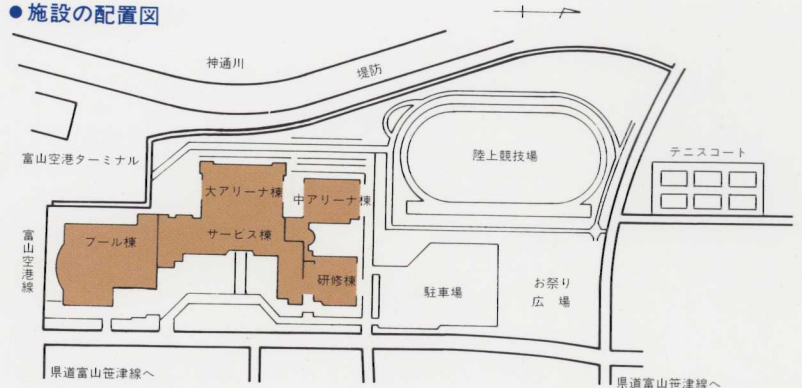 ●施設の配置図
神通川
堤防
富山空港ターミナル
大アリーナ棟
中アリーナ棟
陸上競技場
テニスコート
プール棟
サービス棟
富山空港線
研修棟
駐車場
お祭り
広場
県道富山笹津線へ
県道富山笹津線へ